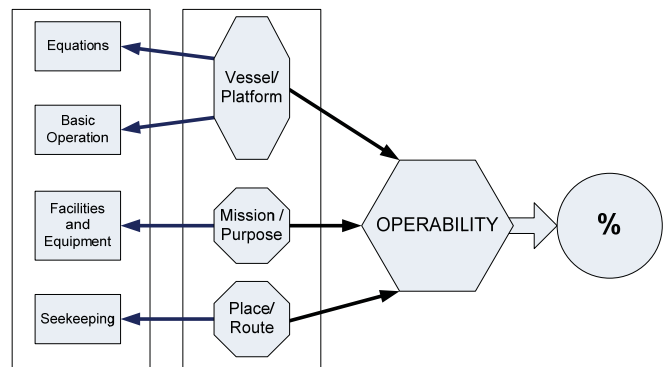 Equations
Basic
Operation
Facilities
and
Equipment
Seekeeping
Vessel/
Platform
Mission /
Purpose
Place/
Route
OPERABILITY
%